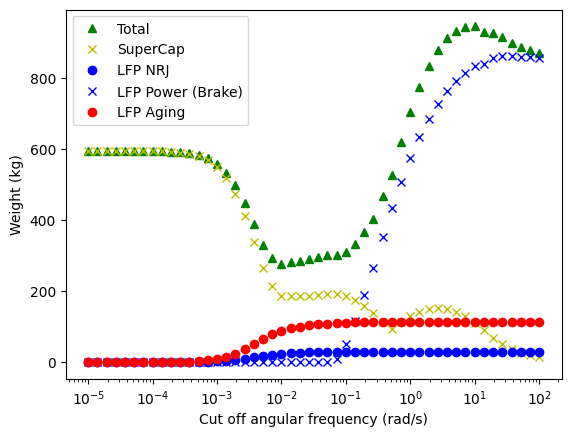 Total
SuperCap
LFP NRJ
LFP Power (Brake)
LFP Aging
Weight (kg)
800
600
400
200
0
10⁻⁵
10⁻⁴
10⁻³
10⁻²
10⁻¹
10⁰
10¹
10²
Cut off angular frequency (rad/s)